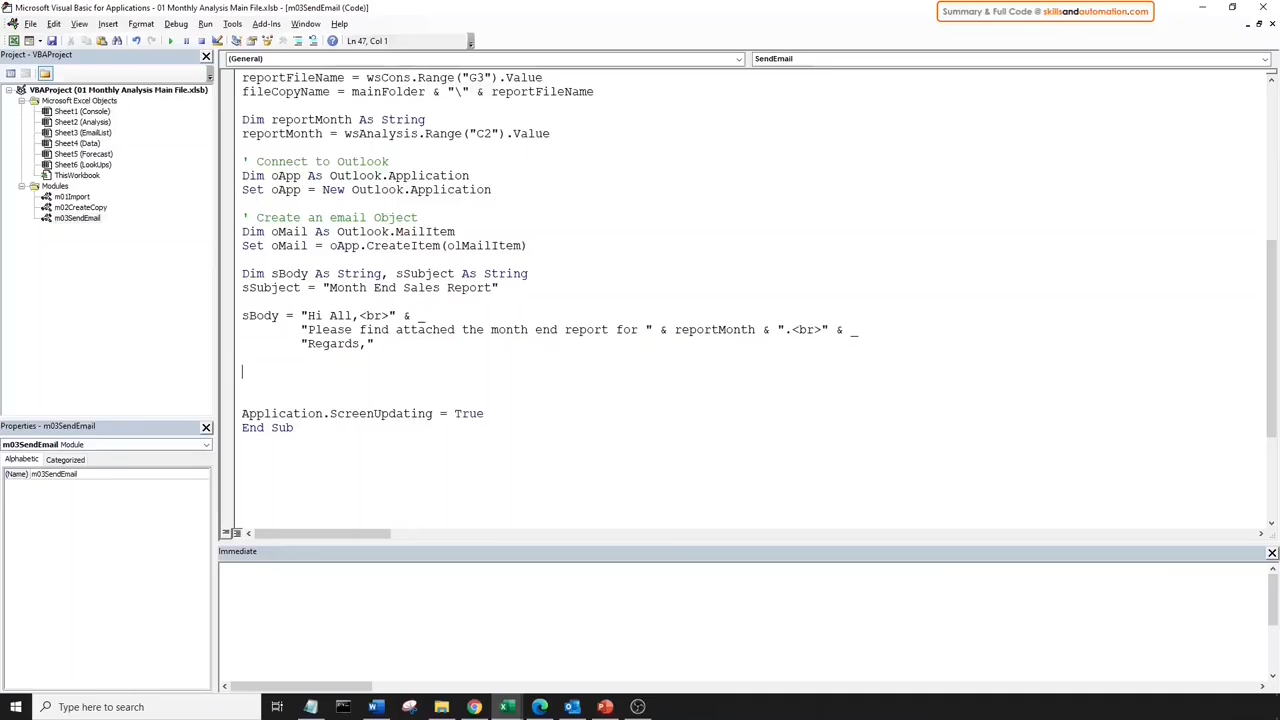 Microsoft Visual Basic for Applications - 01 Monthly Analysis Main File.xlsb - [m03SendEmail (Code)]
Summary & Full Code @ skillsandautomation.com
File Edit View Insert Format Debug Run Tools Add-Ins Window Help
Ln 47, Col 1
Project - VBAProject
(General)
SendEmail
VBAProject (01 Monthly Analysis Main File.xlsb)
Microsoft Excel Objects
Sheet1 (Console)
Sheet2 (Analysis)
Sheet3 (EmailList)
Sheet4 (Data)
Sheet5 (Forecast)
Sheet6 (LookUps)
ThisWorkbook
Modules
m01Import
m02CreateCopy
m03SendEmail
reportFileName = wsCons.Range("G3").Value
fileCopyName = mainFolder & "\" & reportFileName
Dim reportMonth As String
reportMonth = wsAnalysis.Range("C2").Value
' Connect to Outlook
Dim oApp As Outlook.Application
Set oApp = New Outlook.Application
' Create an email Object
Dim oMail As Outlook.MailItem
Set oMail = oApp.CreateItem(olMailItem)
Dim sBody As String, sSubject As String
sSubject = "Month End Sales Report"
sBody = "Hi All,<br>" & _
"Please find attached the month end report for " & reportMonth & ".<br>" & _
"Regards,"
Application.ScreenUpdating = True
End Sub
Properties - m03SendEmail
m03SendEmail Module
Alphabetic Categorized
(Name) m03SendEmail
Immediate
Type here to search